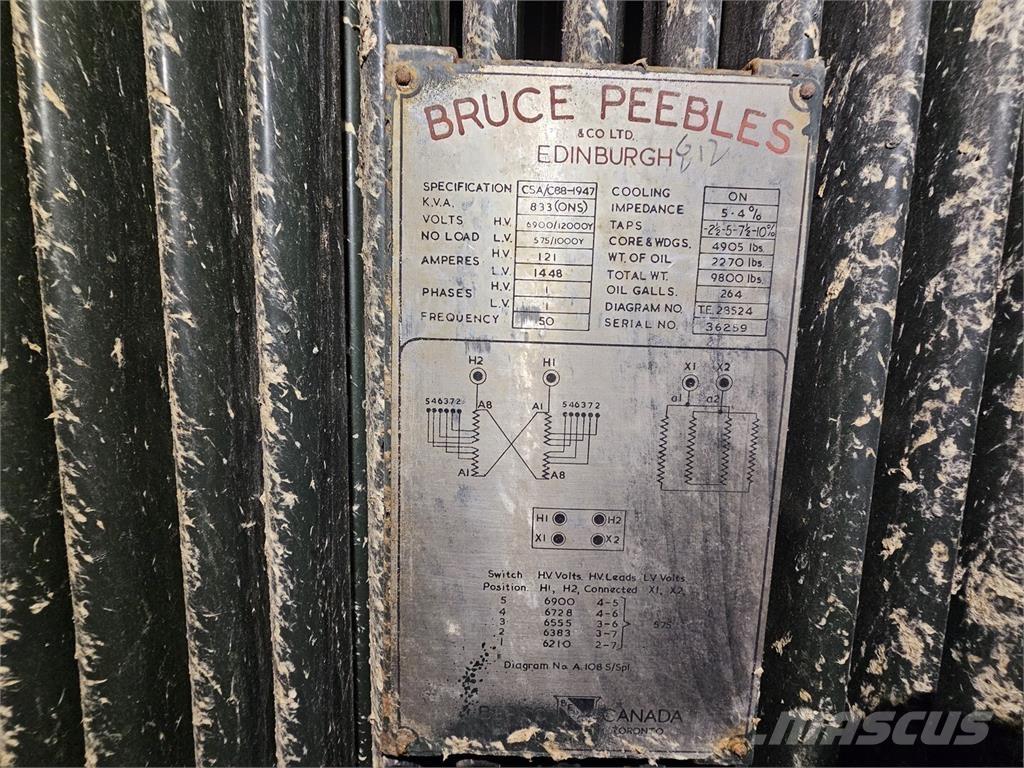 BRUCE PEEBLES
& CO LTD.
EDINBURGH 612
SPECIFICATION CSA/C88-1947
K.V.A. 833 (ONS)
VOLTS H.V. 6900/12000Y
NO LOAD L.V. 575/1000Y
AMPERES H.V. 121
L.V. 1448
PHASES H.V. 1
L.V. 1
FREQUENCY 50
COOLING ON
IMPEDANCE 5·4%
TAPS -2½-5-7½-10%
CORE & WDGS. 4905 lbs.
WT. OF OIL 2270 lbs.
TOTAL WT. 9800 lbs.
OIL GALLS. 264
DIAGRAM NO. T.E. 28524
SERIAL NO. 36259
H2 H1 X1 X2
546372 A8 A1 546372 a1 a2
A1 A8
H1 H2
X1 X2
Switch H.V. Volts. H.V. Leads L.V. Volts
Position H1, H2, Connected X1, X2
5 6900 4-5
4 6728 4-6
3 6555 3-6 575
2 6383 3-7
1 6210 2-7
Diagram No. A.108 S/Spl.
CANADA
TORONTO
MASCUS